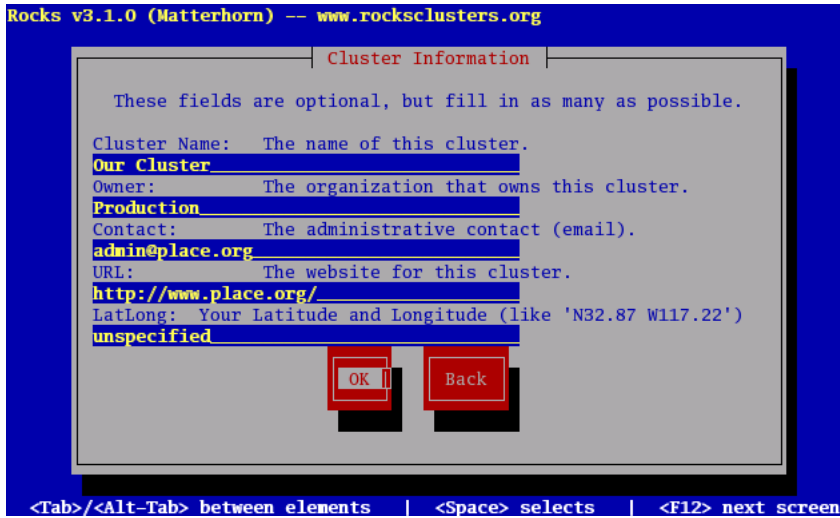 Rocks v3.1.0 (Matterhorn) -- www.rocksclusters.org
Cluster Information
These fields are optional, but fill in as many as possible.
Cluster Name: The name of this cluster.
Our Cluster
Owner: The organization that owns this cluster.
Production
Contact: The administrative contact (email).
admin@place.org
URL: The website for this cluster.
http://www.place.org/
LatLong: Your Latitude and Longitude (like 'N32.87 W117.22')
unspecified
OK Back
<Tab>/<Alt-Tab> between elements | <Space> selects | <F12> next screen